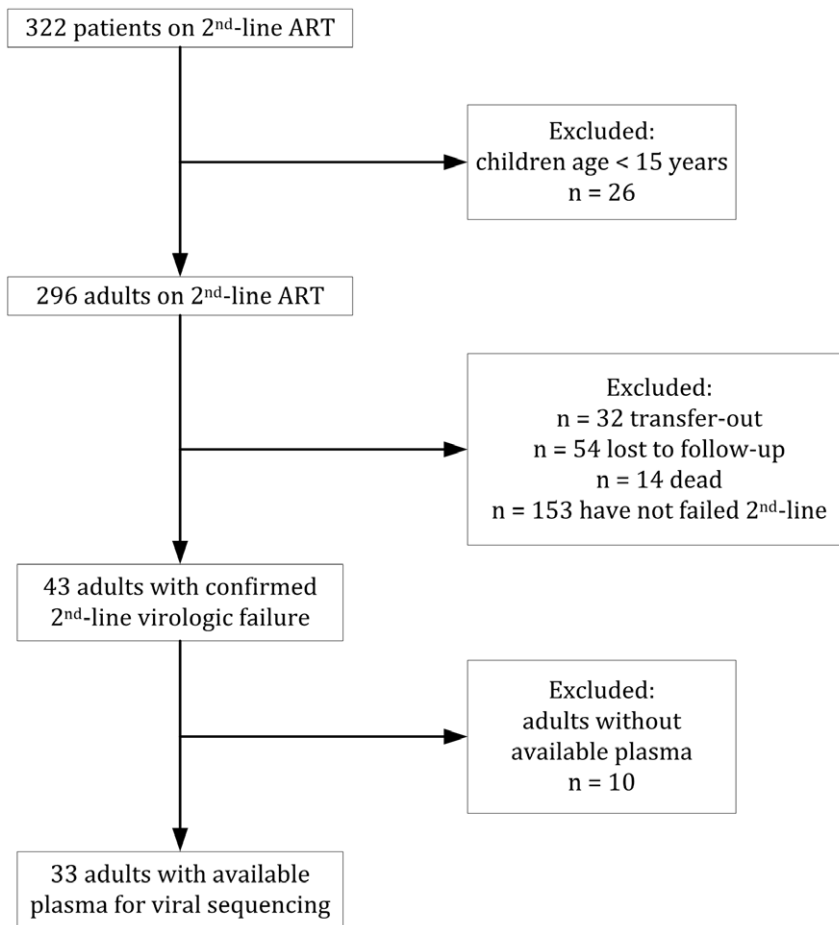 322 patients on 2nd-line ART
Excluded:
children age < 15 years
n = 26
296 adults on 2nd-line ART
Excluded:
n = 32 transfer-out
n = 54 lost to follow-up
n = 14 dead
n = 153 have not failed 2nd-line
43 adults with confirmed
2nd-line virologic failure
Excluded:
adults without
available plasma
n = 10
33 adults with available
plasma for viral sequencing